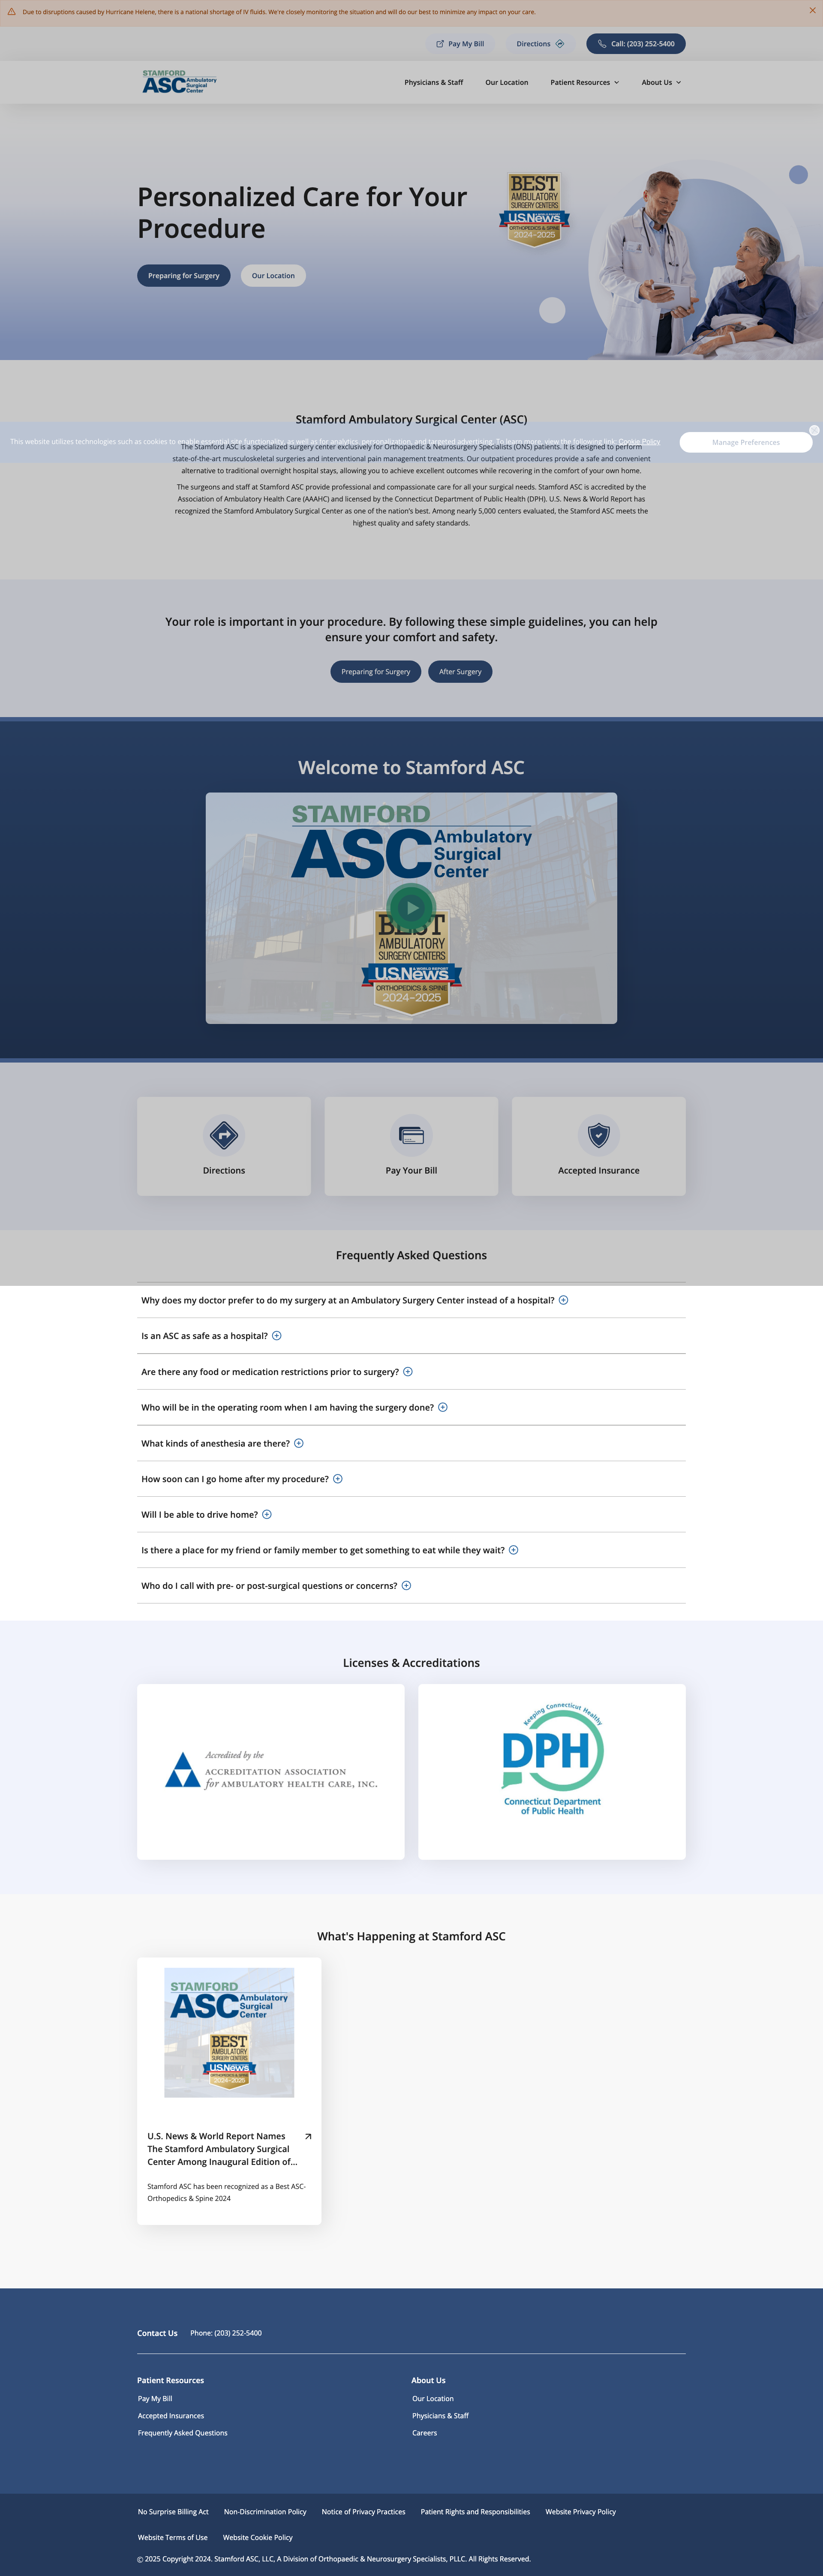 Due to disruptions caused by Hurricane Helene, there is a national shortage of IV fluids. We're closely monitoring the situation and will do our best to minimize any impact on your care.
Pay My Bill
Directions
Call: (203) 252-5400
STAMFORD
ASC Ambulatory
Surgical
Center
Physicians & Staff
Our Location
Patient Resources
About Us
Personalized Care for Your
Procedure
Preparing for Surgery
Our Location
BEST
AMBULATORY
SURGERY CENTERS
U.S. News
& WORLD REPORT
ORTHOPEDICS & SPINE
2024-2025
Stamford Ambulatory Surgical Center (ASC)
This website utilizes technologies such as cookies to enable essential site functionality, as well as for analytics, personalization, and targeted advertising. To learn more, view the following link: Cookie Policy
Manage Preferences
The Stamford ASC is a specialized surgery center exclusively for Orthopaedic & Neurosurgery Specialists (ONS) patients. It is designed to perform
state-of-the-art musculoskeletal surgeries and interventional pain management treatments. Our outpatient procedures provide a safe and convenient
alternative to traditional overnight hospital stays, allowing you to achieve excellent outcomes while recovering in the comfort of your own home.
The surgeons and staff at Stamford ASC provide professional and compassionate care for all your surgical needs. Stamford ASC is accredited by the
Association of Ambulatory Health Care (AAAHC) and licensed by the Connecticut Department of Public Health (DPH). U.S. News & World Report has
recognized the Stamford Ambulatory Surgical Center as one of the nation's best. Among nearly 5,000 centers evaluated, the Stamford ASC meets the
highest quality and safety standards.
Your role is important in your procedure. By following these simple guidelines, you can help
ensure your comfort and safety.
Preparing for Surgery
After Surgery
Welcome to Stamford ASC
STAMFORD
ASC Ambulatory
Surgical
Center
BEST
AMBULATORY
SURGERY CENTERS
U.S. News
& WORLD REPORT
ORTHOPEDICS & SPINE
2024-2025
Directions
Pay Your Bill
Accepted Insurance
Frequently Asked Questions
Why does my doctor prefer to do my surgery at an Ambulatory Surgery Center instead of a hospital?
Is an ASC as safe as a hospital?
Are there any food or medication restrictions prior to surgery?
Who will be in the operating room when I am having the surgery done?
What kinds of anesthesia are there?
How soon can I go home after my procedure?
Will I be able to drive home?
Is there a place for my friend or family member to get something to eat while they wait?
Who do I call with pre- or post-surgical questions or concerns?
Licenses & Accreditations
Accredited by the
ACCREDITATION ASSOCIATION
for AMBULATORY HEALTH CARE, INC.
Keeping Connecticut Healthy
DPH
Connecticut Department
of Public Health
What's Happening at Stamford ASC
STAMFORD
ASC Ambulatory
Surgical
Center
BEST
AMBULATORY
SURGERY CENTERS
U.S. News
& WORLD REPORT
ORTHOPEDICS & SPINE
2024-2025
U.S. News & World Report Names
The Stamford Ambulatory Surgical
Center Among Inaugural Edition of...
Stamford ASC has been recognized as a Best ASC-
Orthopedics & Spine 2024
Contact Us
Phone: (203) 252-5400
Patient Resources
Pay My Bill
Accepted Insurances
Frequently Asked Questions
About Us
Our Location
Physicians & Staff
Careers
No Surprise Billing Act
Non-Discrimination Policy
Notice of Privacy Practices
Patient Rights and Responsibilities
Website Privacy Policy
Website Terms of Use
Website Cookie Policy
© 2025 Copyright 2024. Stamford ASC, LLC, A Division of Orthopaedic & Neurosurgery Specialists, PLLC. All Rights Reserved.